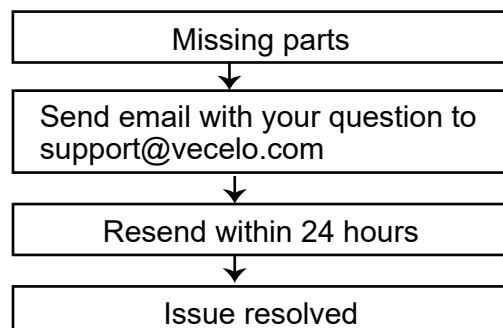 Missing parts
Send email with your question to
support@vecelo.com
Resend within 24 hours
Issue resolved